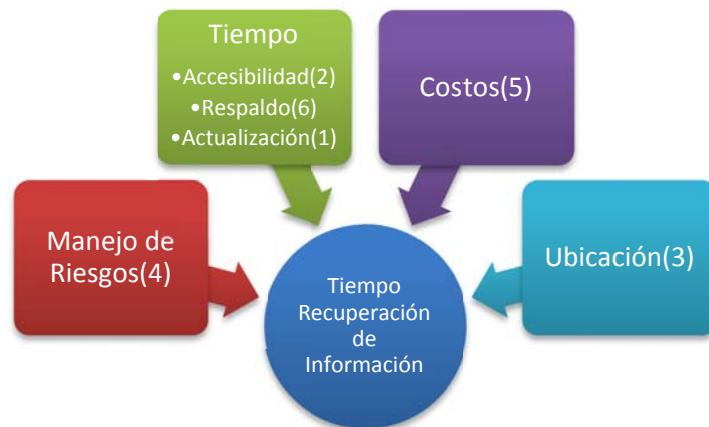 Tiempo
•Accesibilidad(2)
•Respaldo(6)
•Actualización(1)
Costos(5)
Manejo de
Riesgos(4)
Ubicación(3)
Tiempo
Recuperación
de
Información